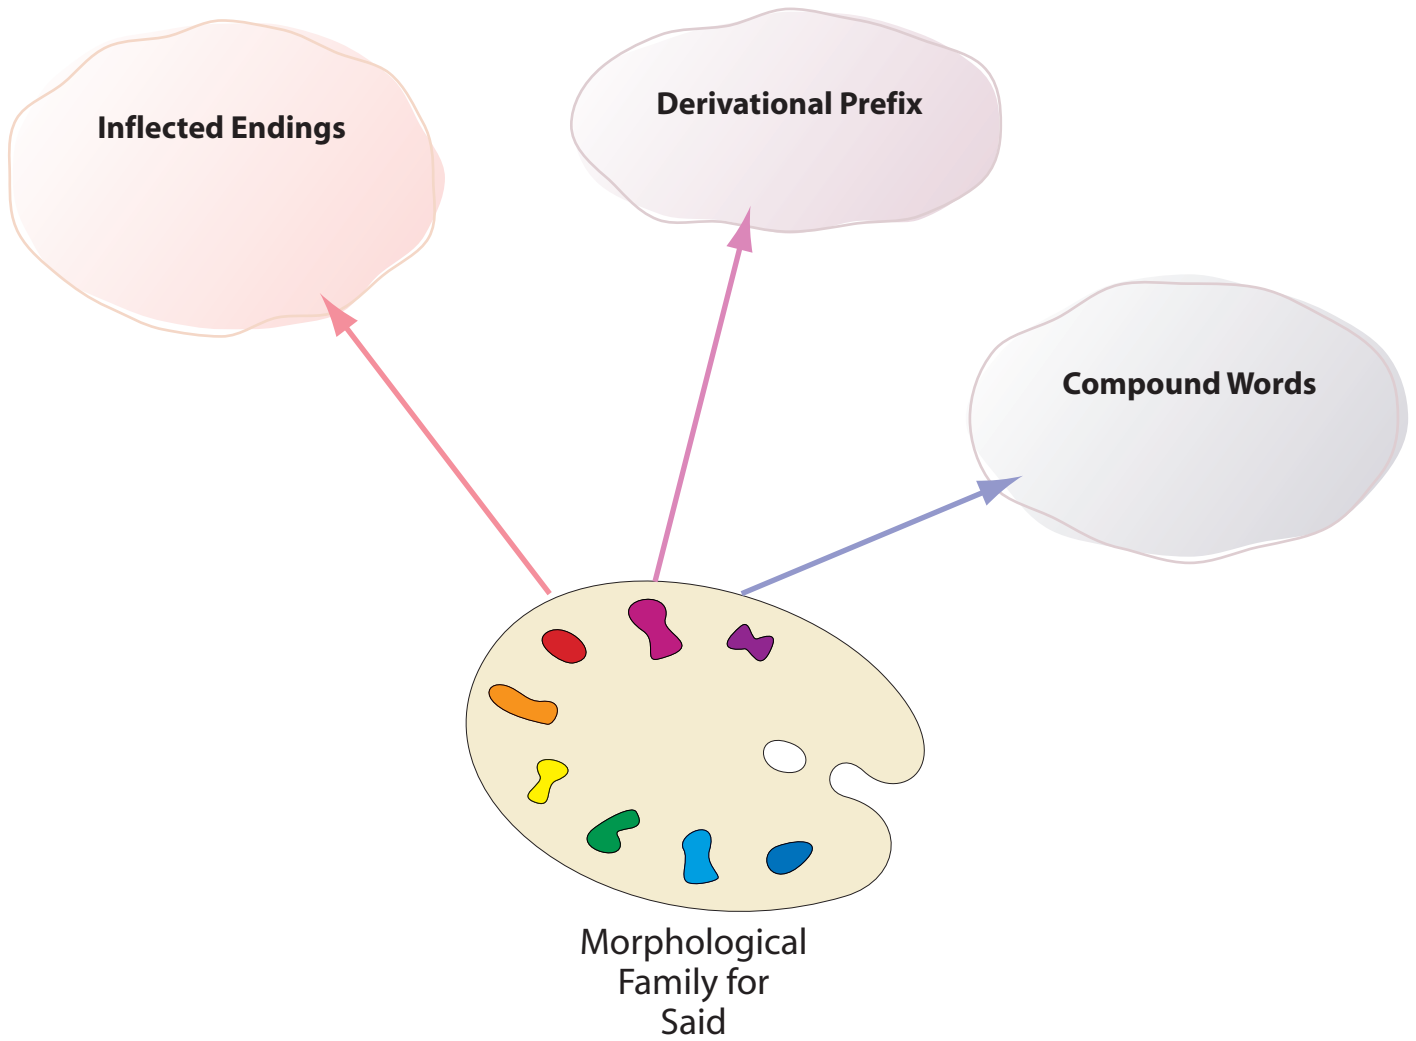 Inflected Endings
Derivational Prefix
Compound Words
Morphological
Family for
Said